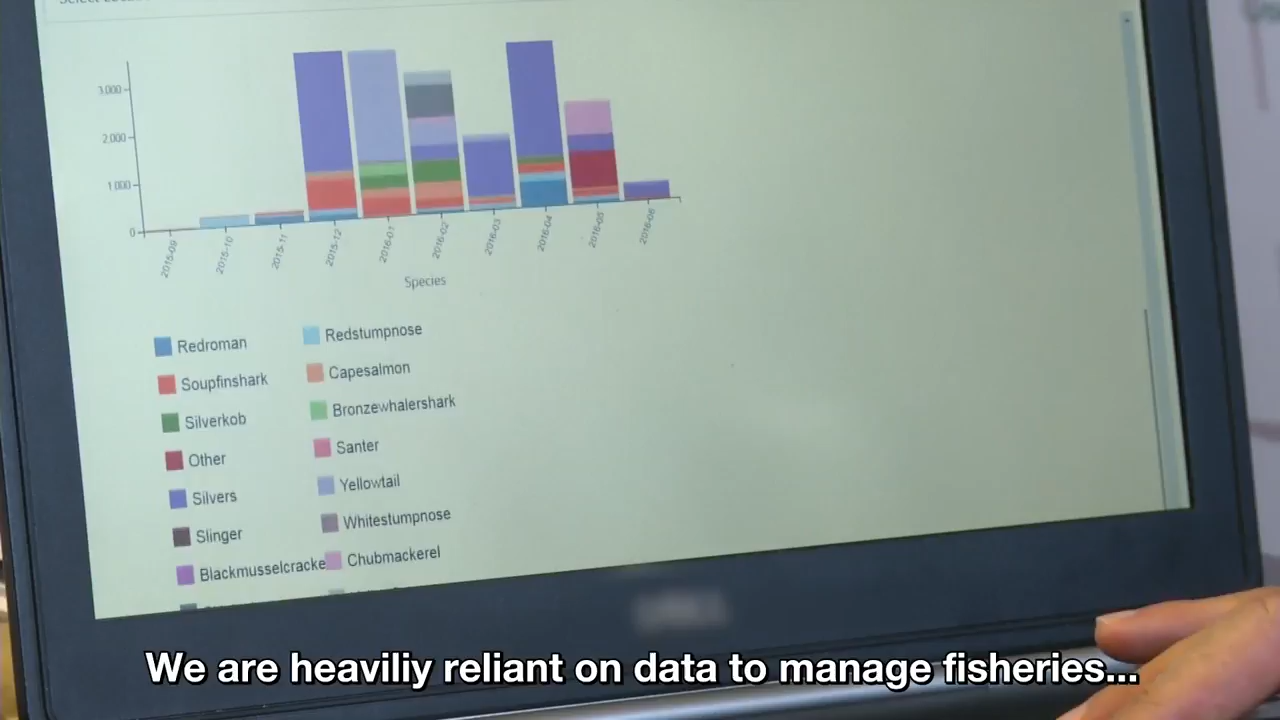 3.000
2.000
1 000
0
2015-09 2015-10 2015-11 2015-12 2016-01 2016-02 2016-03 2016-04 2016-05 2016-06
Species
Redroman Redstumpnose
Soupfinshark Capesalmon
Silverkob Bronzewhalershark
Other Santer
Silvers Yellowtail
Slinger Whitestumpnose
Blackmusselcracke Chubmackerel
We are heaviliy reliant on data to manage fisheries...